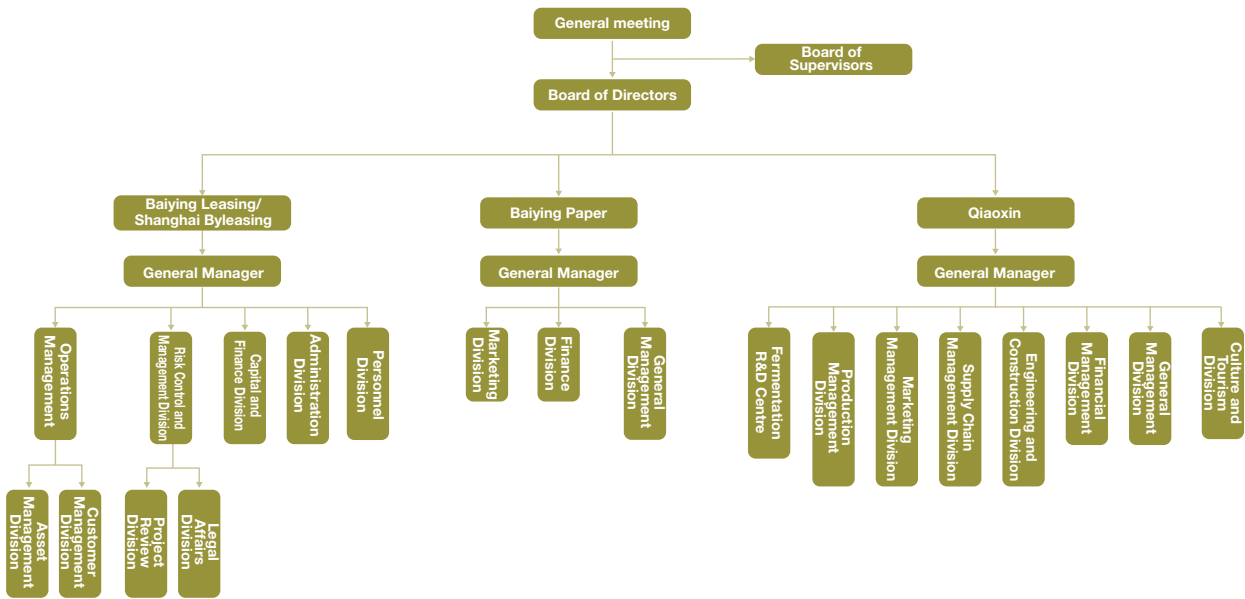 General meeting
Board of
Supervisors
Board of Directors
Baiying Leasing/
Shanghai Byleasing
Baiying Paper
Qiaoxin
General Manager
General Manager
General Manager
Operations
Management
Risk Control and
Management Division
Capital and
Finance Division
Administration
Division
Personnel
Division
Marketing
Division
Finance
Division
General
Management
Division
Fermentation
R&D Centre
Production
Management
Division
Marketing
Management Division
Supply Chain
Management Division
Engineering and
Construction Division
Financial
Management
Division
General
Management
Division
Culture and
Tourism Division
Asset
Management
Division
Customer
Management
Division
Project
Review
Division
Legal
Affairs
Division